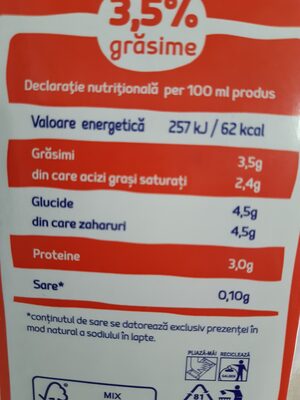 3,5%
grăsime
Declarație nutrițională per 100 ml produs
Valoare energetică 257 kJ / 62 kcal
Grăsimi 3,5g
din care acizi grași saturați 2,4g
Glucide 4,5g
din care zaharuri 4,5g
Proteine 3,0g
Sare* 0,10g
*conținutul de sare se datorează exclusiv prezenței în
mod natural a sodiului în lapte.
PLIAZĂ-MĂ! RECICLEAZĂ
MIX
81